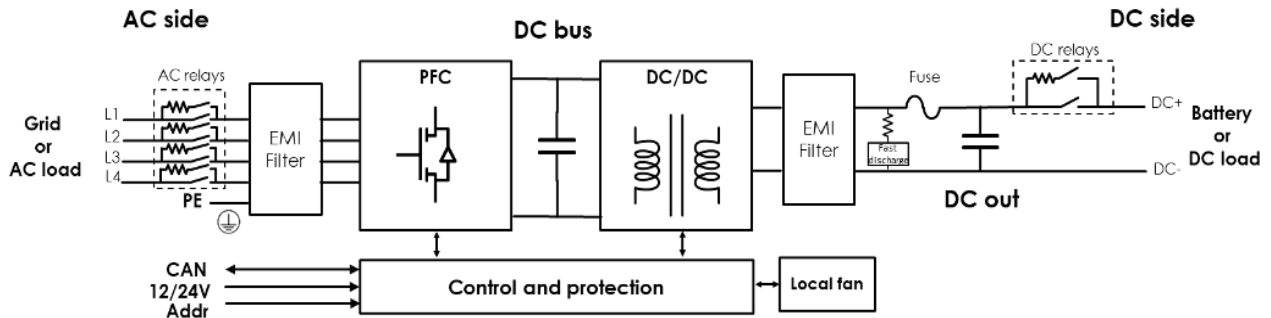 AC side
DC bus
DC side
AC relays
PFC
DC/DC
Fuse
DC relays
Grid
or
AC load
L1
L2
L3
L4
PE
EMI
Filter
EMI
Filter
Fast
discharge
DC+
DC-
Battery
or
DC load
DC out
CAN
12/24V
Addr
Control and protection
Local fan